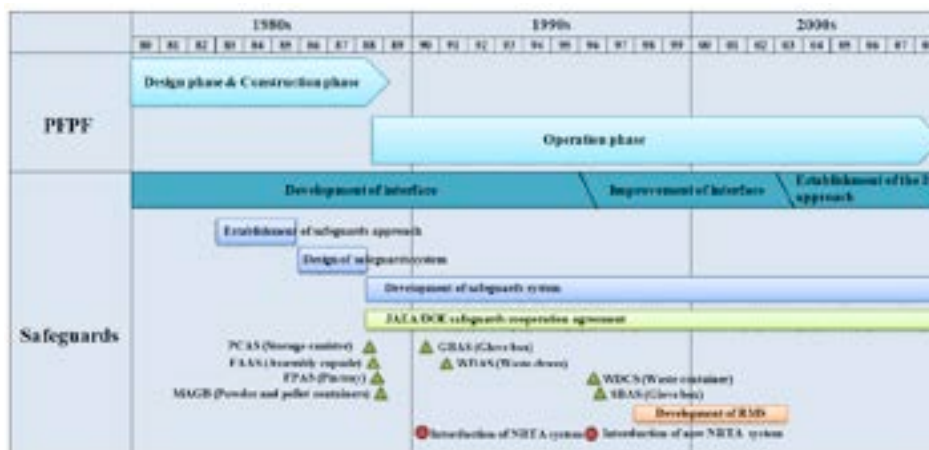 1980s 1990s 2000s
80 81 82 83 84 85 86 87 88 89 90 91 92 93 94 95 96 97 98 99 00 01 02 03 04 05 06 07
Design phase & Construction phase
PFPF
Operation phase
Development of interface Improvement of interface Establishment of the
approach
Establishment of safeguards approach
Design of safeguards system
Development of safeguards system
JAEA/DOE safeguards cooperation agreement
Safeguards
PCAS (Storage canister) GBAS (Glove box)
FAAS (Assembly capsule) WDAS (Waste drum)
FPAS (Pin tray) WDCS (Waste container)
MAGB (Powder and pellet containers) SBAS (Glove box)
Development of RMS
Interduction of NRTA system Interduction of new NRTA system